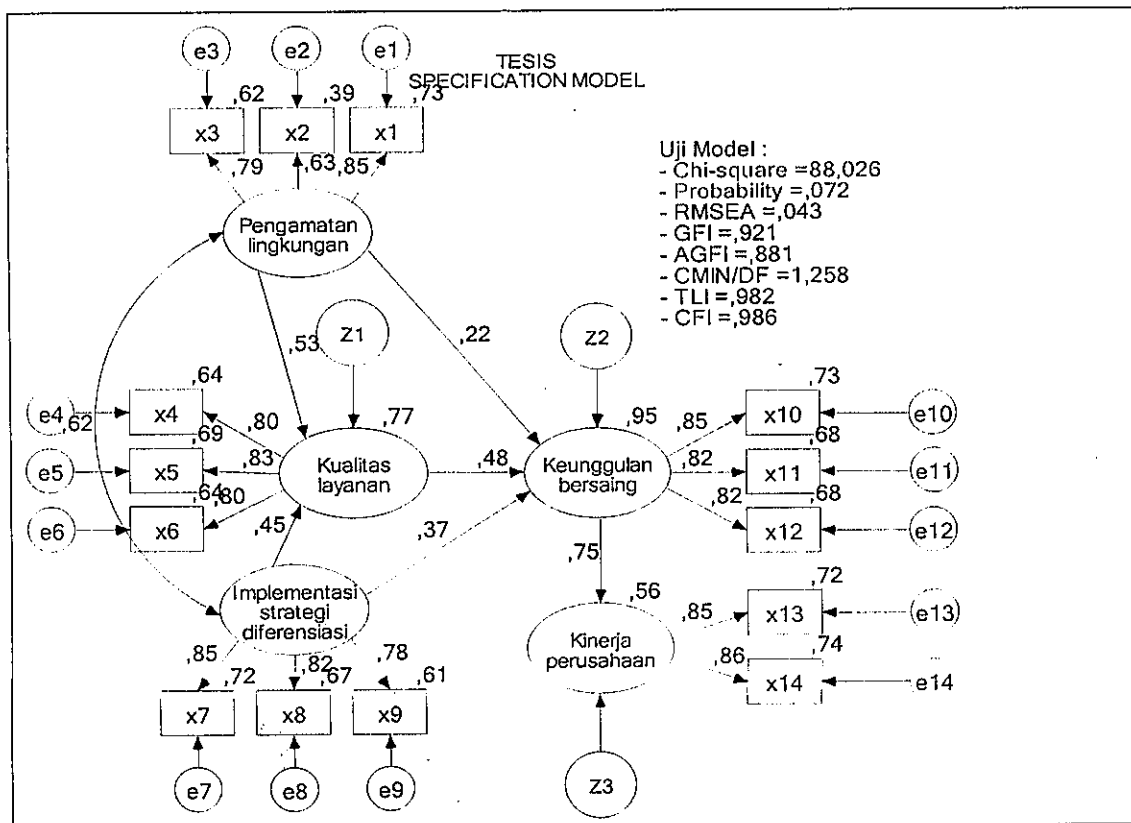 e3
e2
e1
TESIS
SPECIFICATION MODEL
,62
,39
,73
x3
x2
x1
,79
,63
,85
Uji Model :
- Chi-square =88,026
- Probability =,072
- RMSEA =,043
- GFI =,921
- AGFI =,881
- CMIN/DF =1,258
- TLI =,982
- CFI =,986
Pengamatan
lingkungan
Z1
Z2
,53
,22
,64
,77
,95
,73
e4
,62
x4
,80
,85
x10
e10
,69
,68
e5
x5
,83
Kualitas
layanan
,48
Keunggulan
bersaing
,82
x11
e11
,64
,80
,68
e6
x6
,45
,37
,82
x12
e12
,75
Implementasi
strategi
diferensiasi
,56
,72
,85
x13
e13
Kinerja
perusahaan
,74
,86
x14
e14
,85
,72
,82
,67
,78
,61
x7
x8
x9
e7
e8
e9
Z3